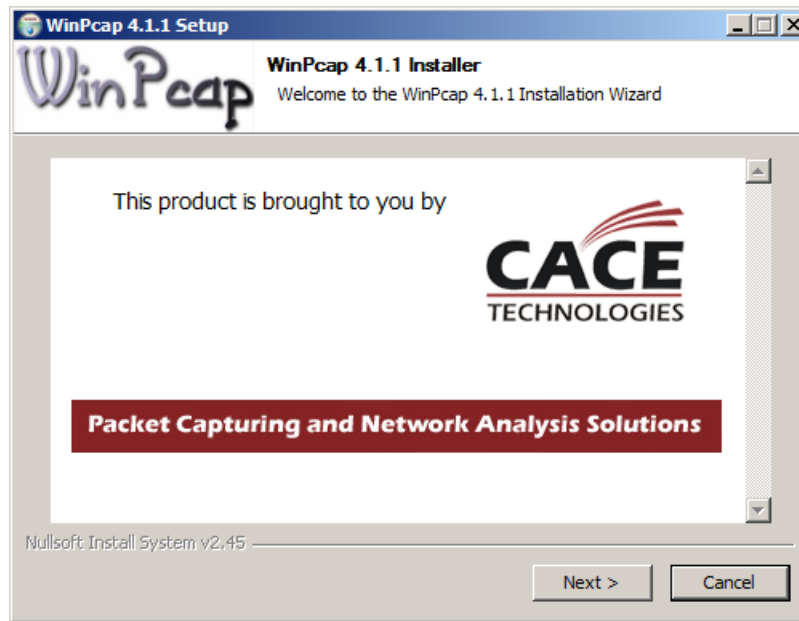 WinPcap 4.1.1 Setup
WinPcap
WinPcap 4.1.1 Installer
Welcome to the WinPcap 4.1.1 Installation Wizard
This product is brought to you by
CACE
TECHNOLOGIES
Packet Capturing and Network Analysis Solutions
Nullsoft Install System v2.45
Next >
Cancel